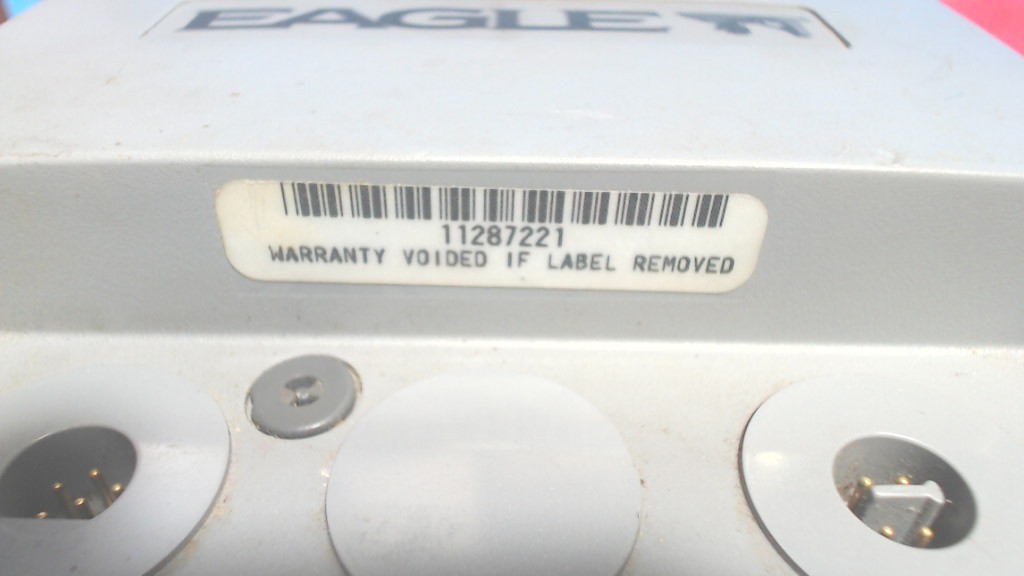 EAGLE
11287221
WARRANTY VOIDED IF LABEL REMOVED